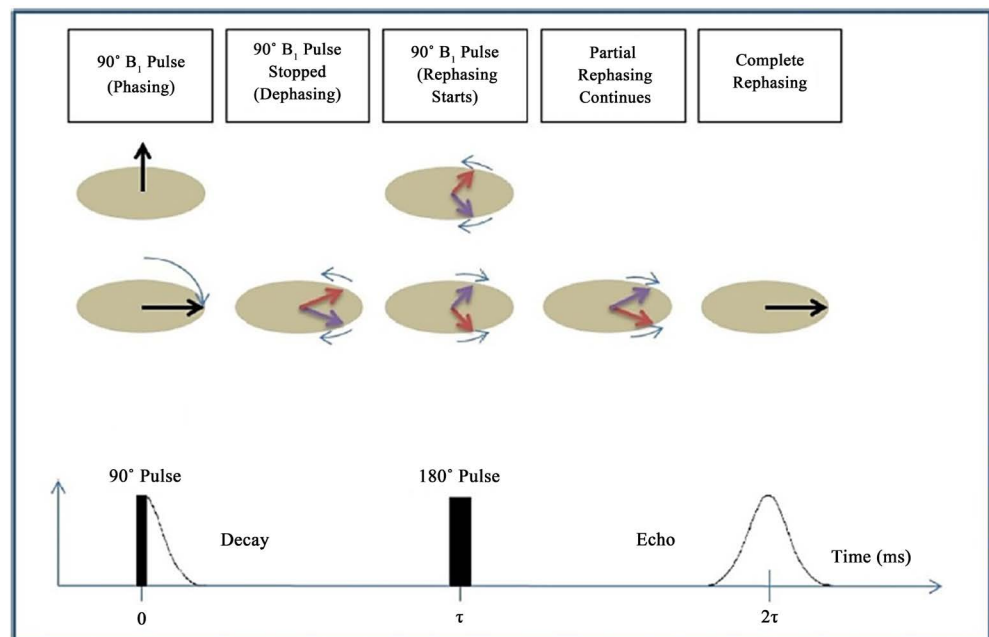 90˚ B₁ Pulse
(Phasing)
90˚ B₁ Pulse
Stopped
(Dephasing)
90˚ B₁ Pulse
(Rephasing
Starts)
Partial
Rephasing
Continues
Complete
Rephasing
90˚ Pulse
180˚ Pulse
Decay
Echo
Time (ms)
0
τ
2τ